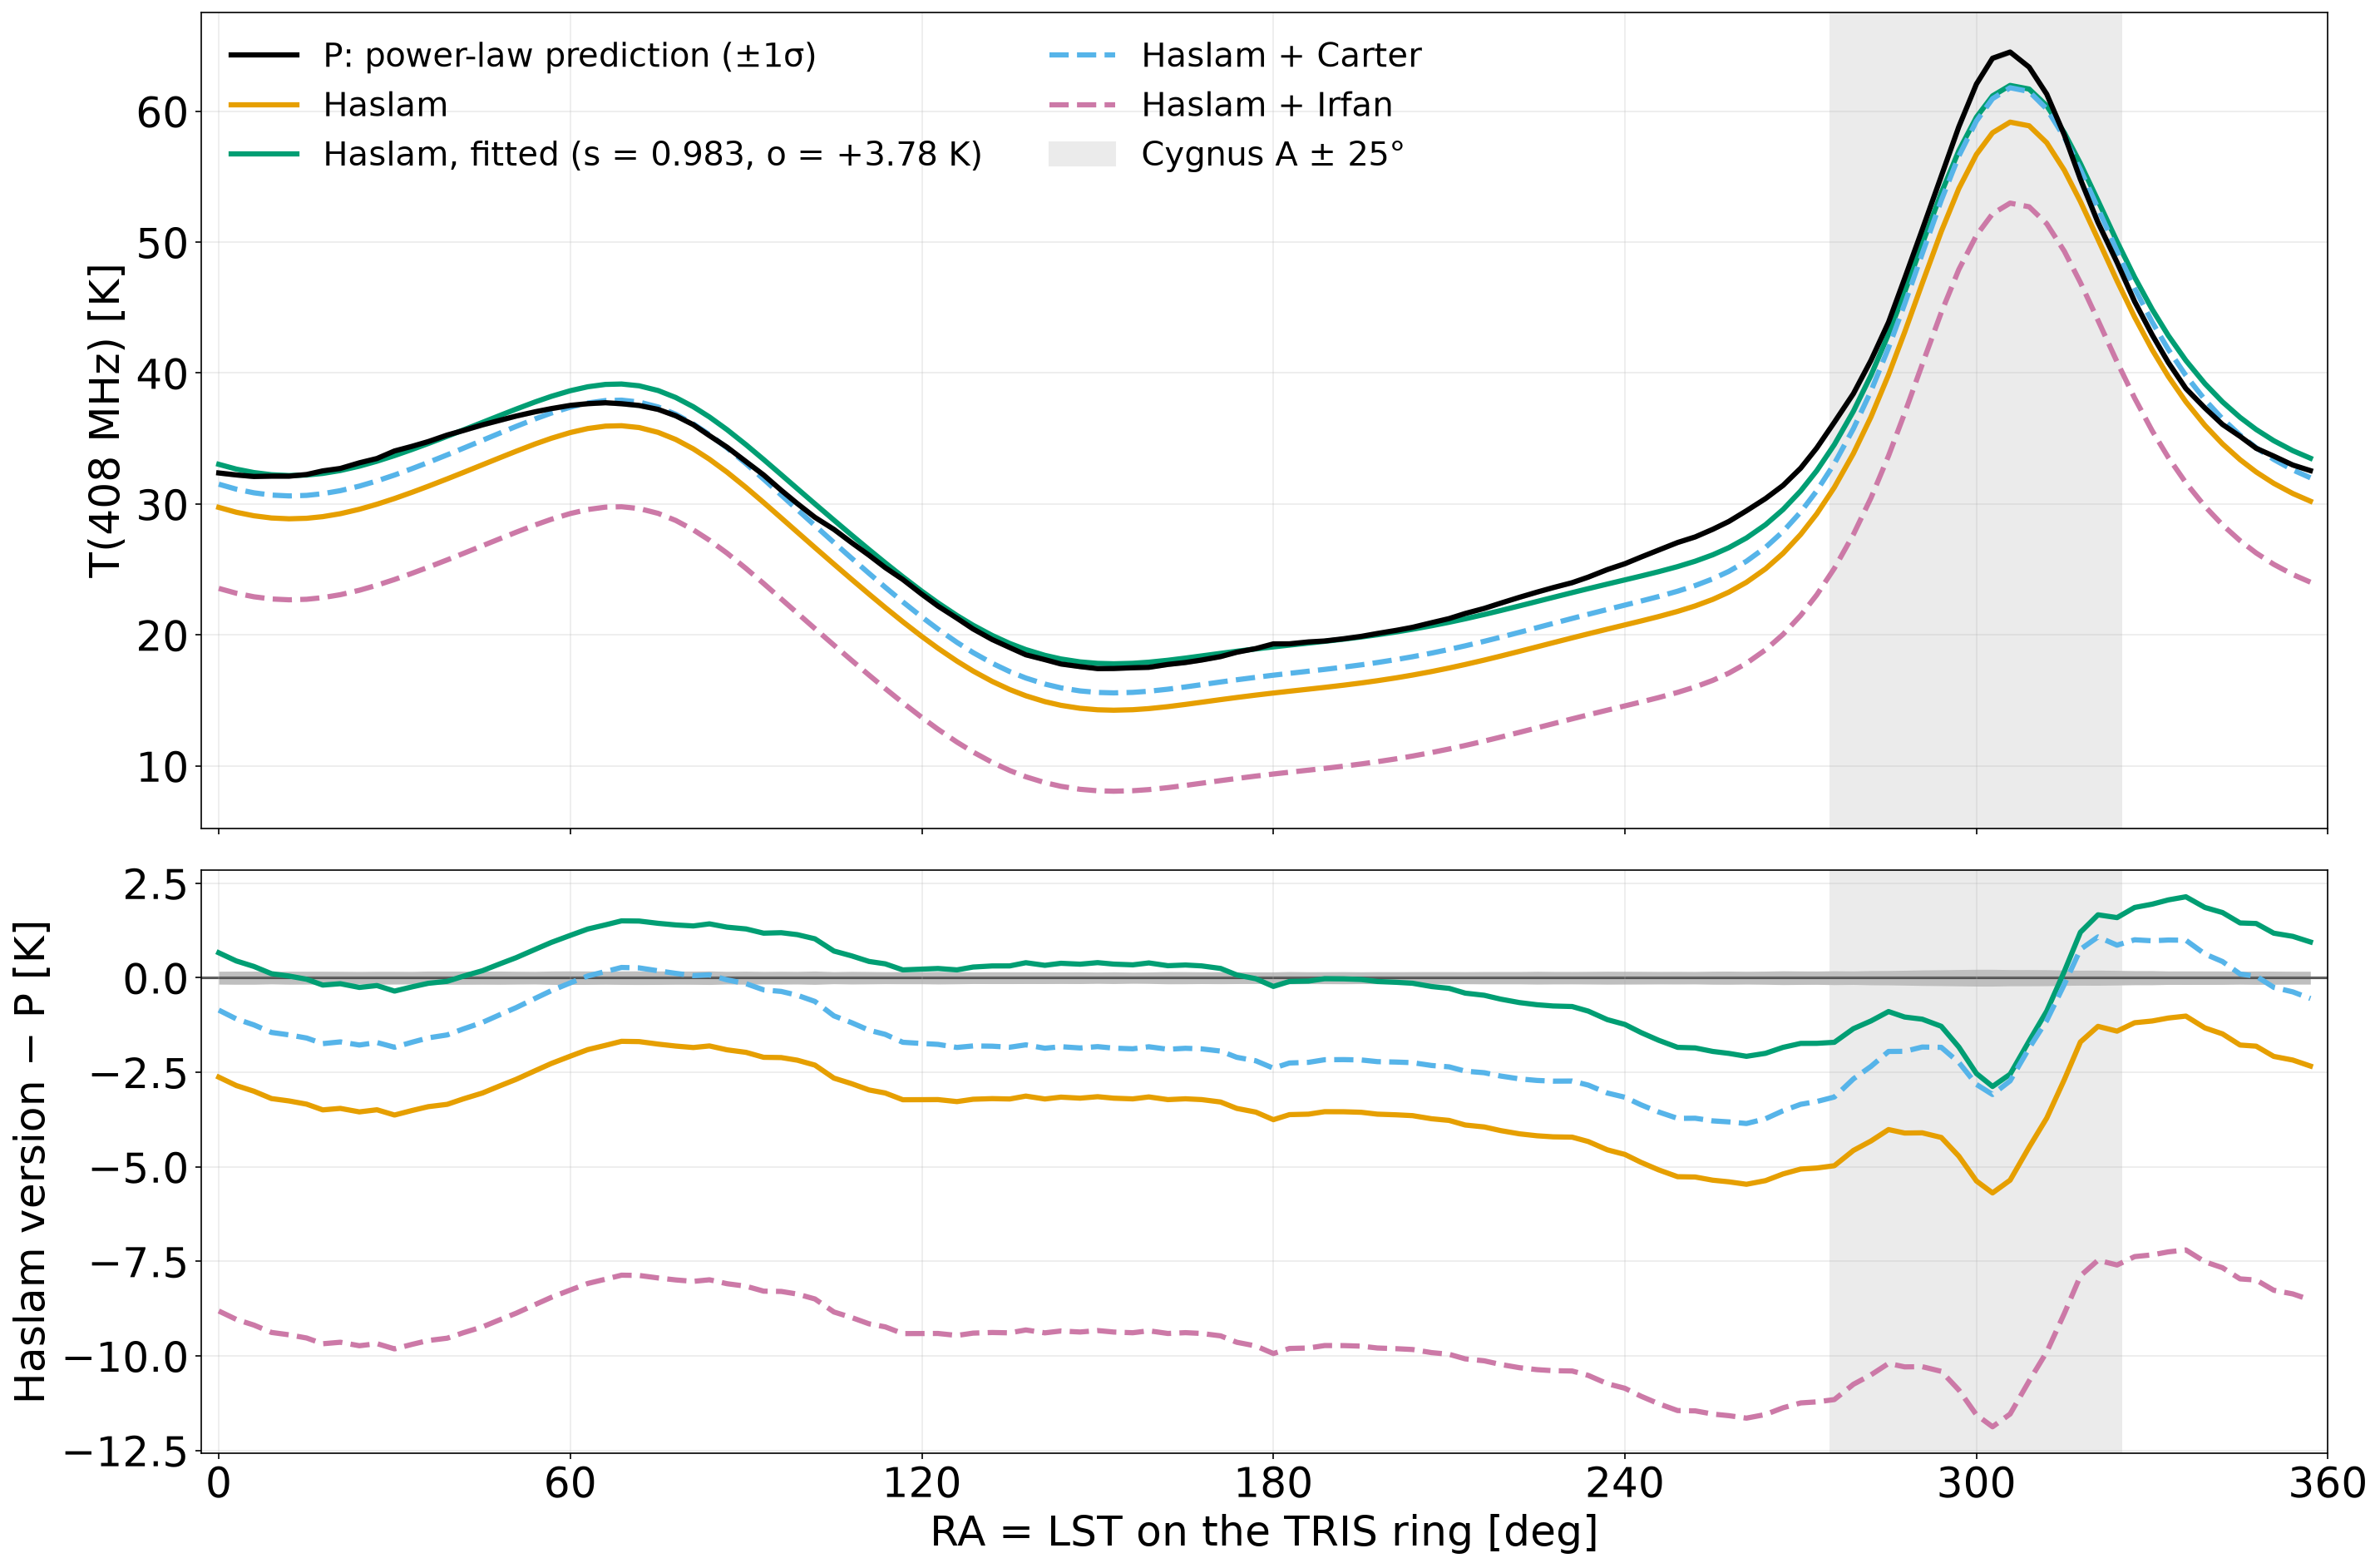 P: power-law prediction (±1σ)
Haslam
Haslam, fitted (s = 0.983, o = +3.78 K)
Haslam + Carter
Haslam + Irfan
Cygnus A ± 25°
T(408 MHz) [K]
60
50
40
30
20
10
Haslam version − P [K]
2.5
0.0
−2.5
−5.0
−7.5
−10.0
−12.5
0 60 120 180 240 300 360
RA = LST on the TRIS ring [deg]